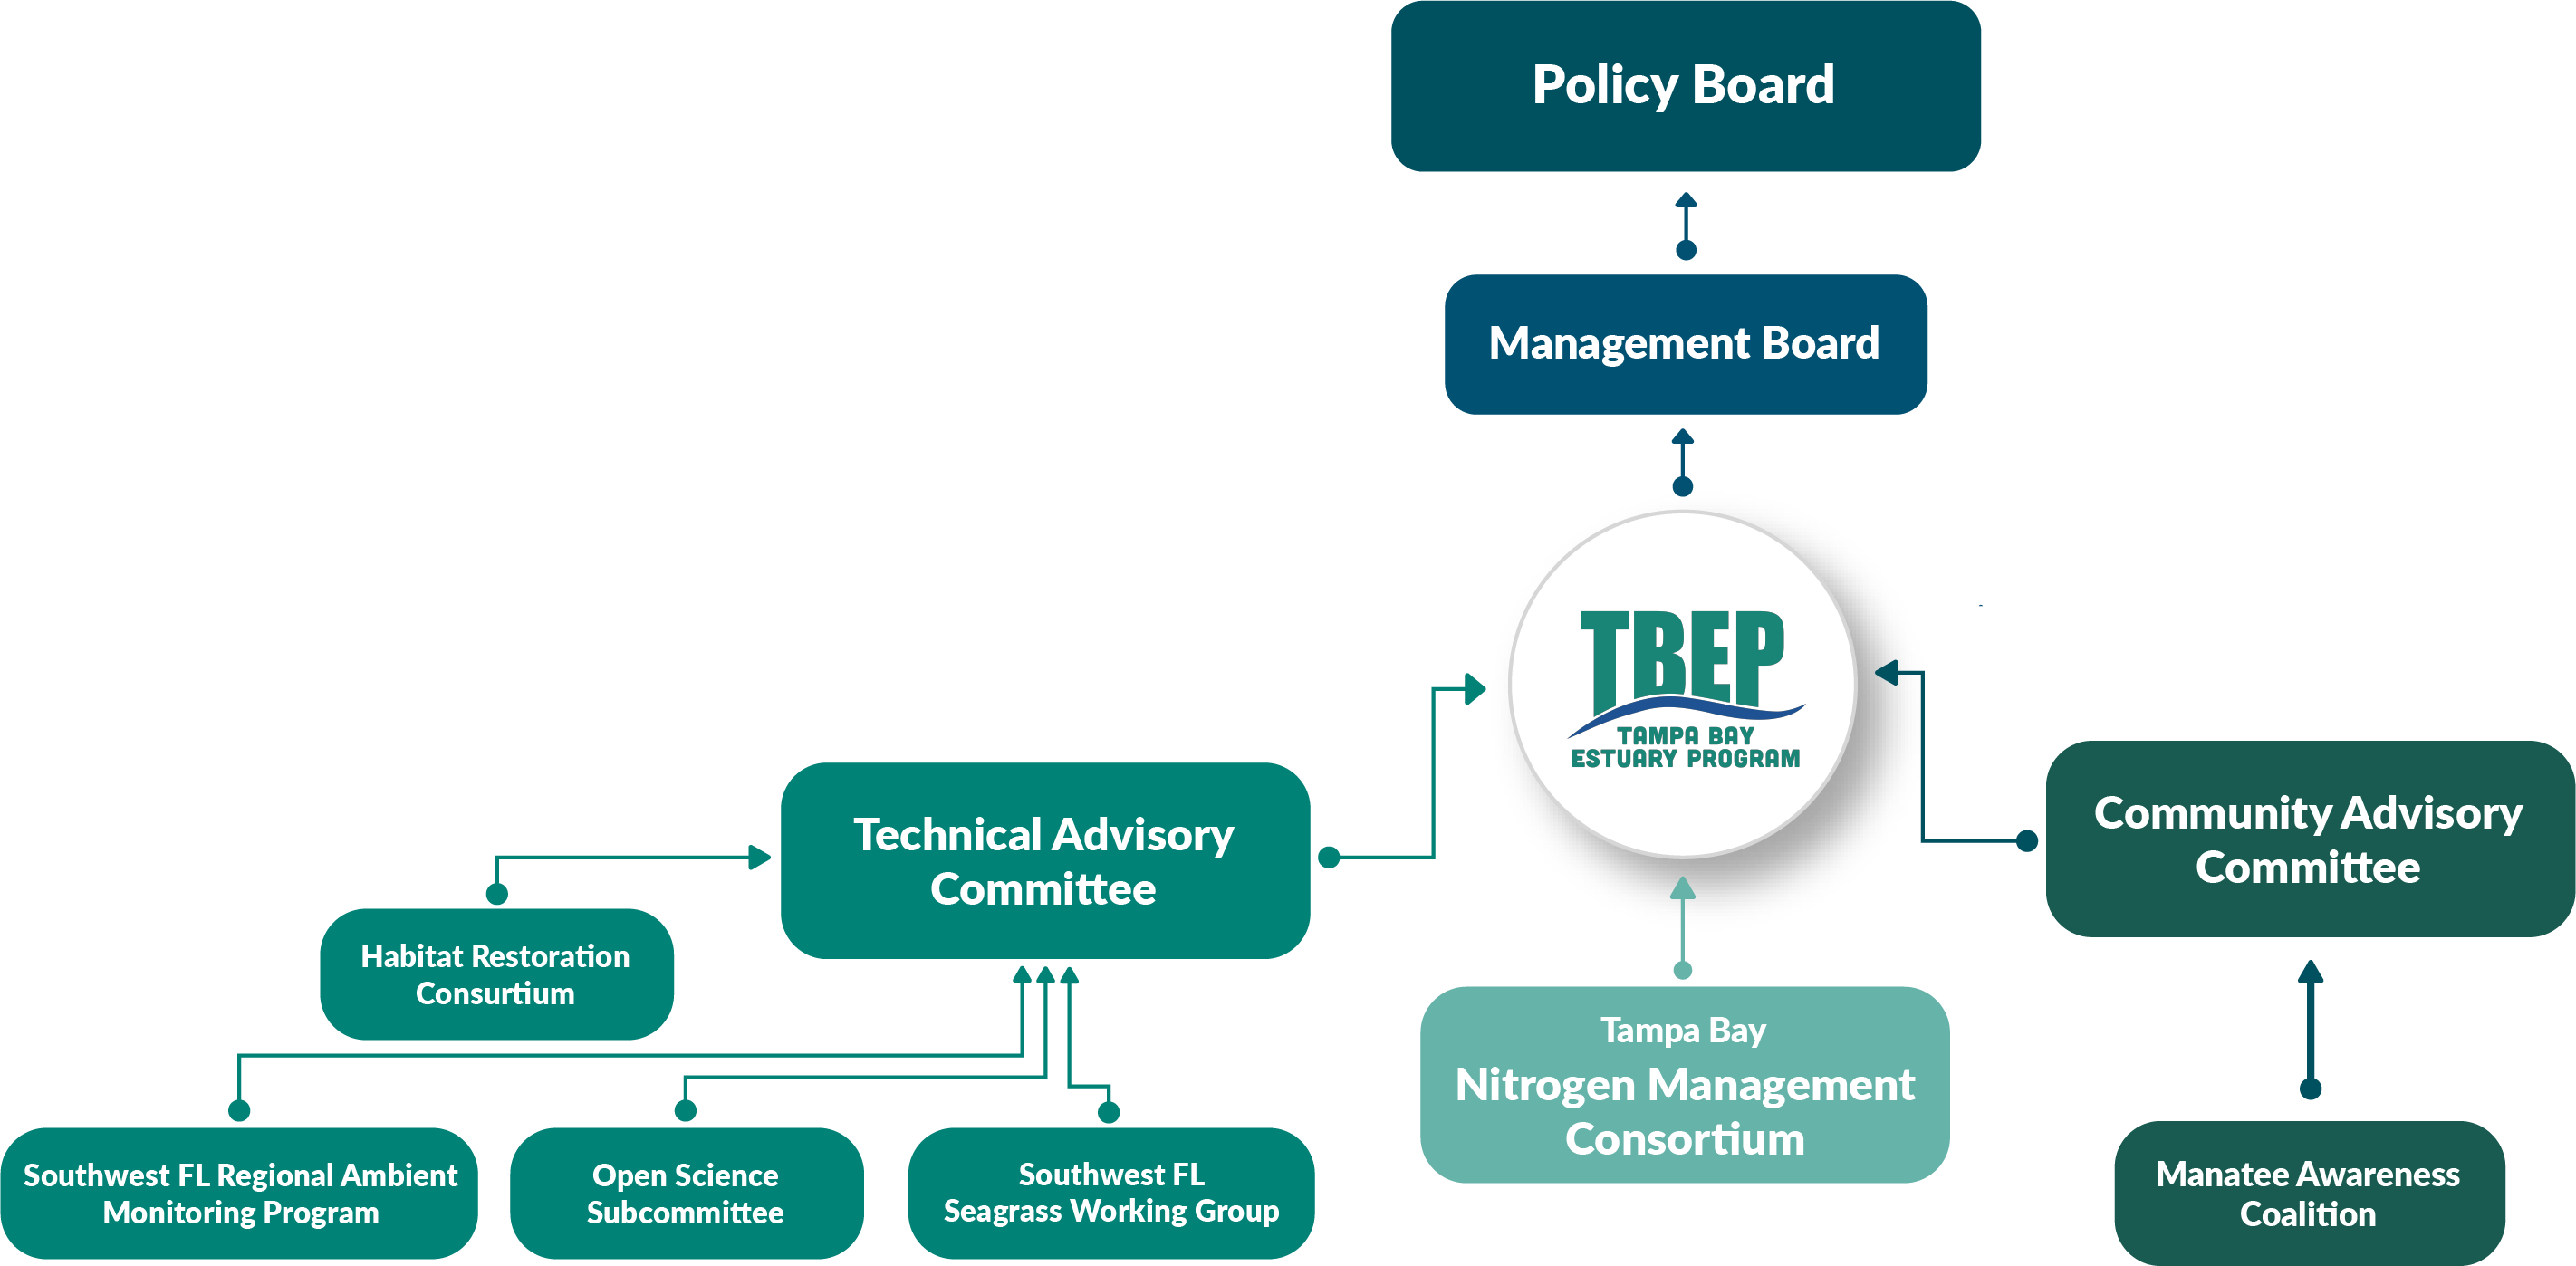 Policy Board
Management Board
TBEP
TAMPA BAY
ESTUARY PROGRAM
Technical Advisory
Committee
Community Advisory
Committee
Habitat Restoration
Consurtium
Tampa Bay
Nitrogen Management
Consortium
Southwest FL Regional Ambient
Monitoring Program
Open Science
Subcommittee
Southwest FL
Seagrass Working Group
Manatee Awareness
Coalition